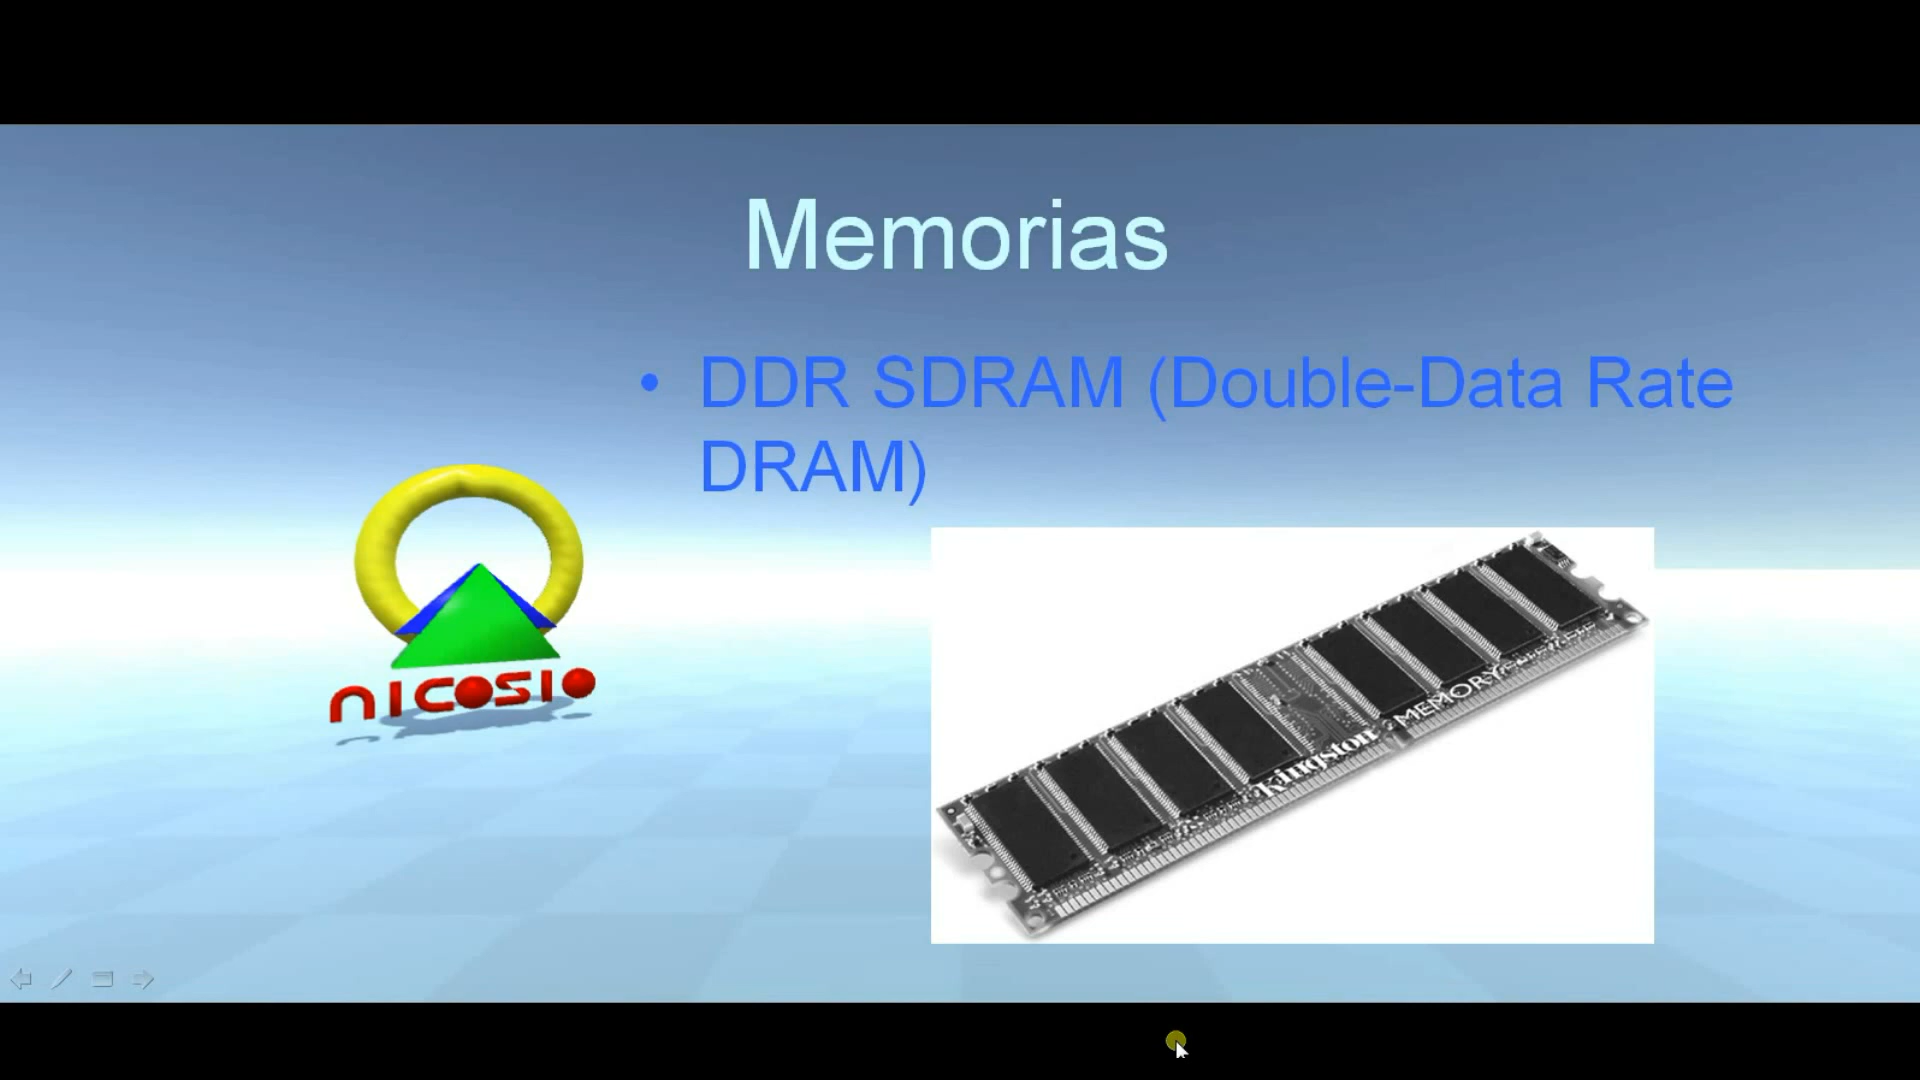 Memorias
• DDR SDRAM (Double-Data Rate
DRAM)
nicosio
Kingston
MEMORY